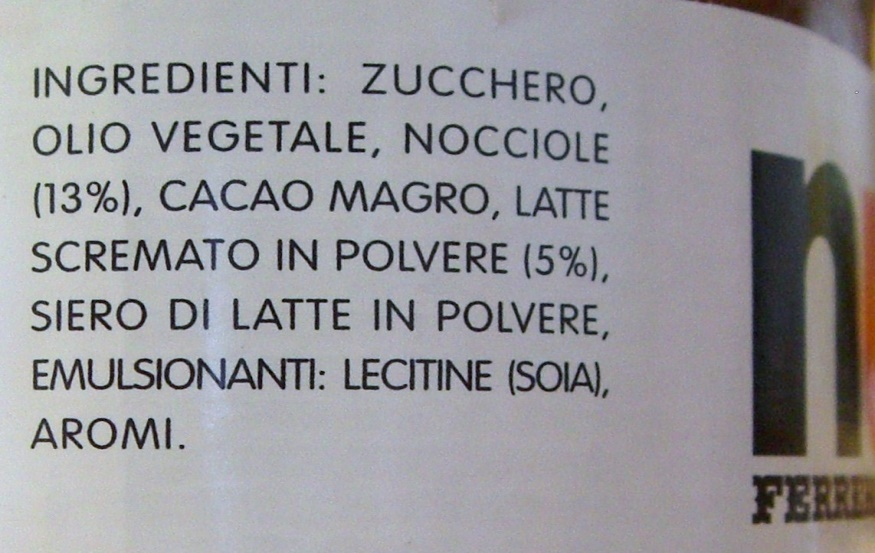 INGREDIENTI: ZUCCHERO,
OLIO VEGETALE, NOCCIOLE
(13%), CACAO MAGRO, LATTE
SCREMATO IN POLVERE (5%),
SIERO DI LATTE IN POLVERE,
EMULSIONANTI: LECITINE (SOIA),
AROMI.
n